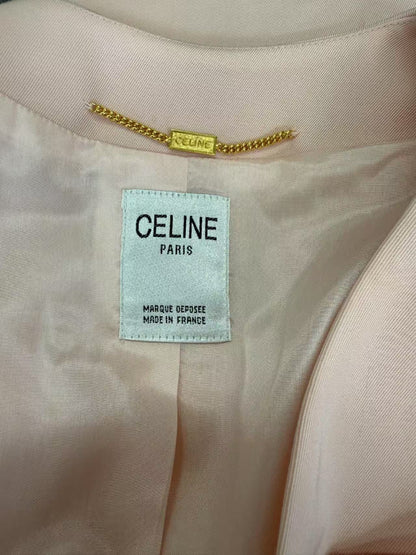 CELINE
CELINE
PARIS
MARQUE DEPOSEE
MADE IN FRANCE